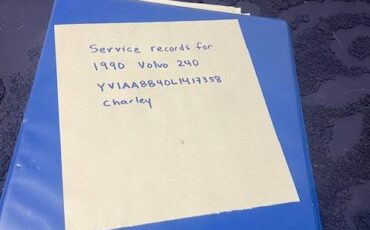 Service records for
1990 Volvo 240
YV1AA8840L1417358
Charley